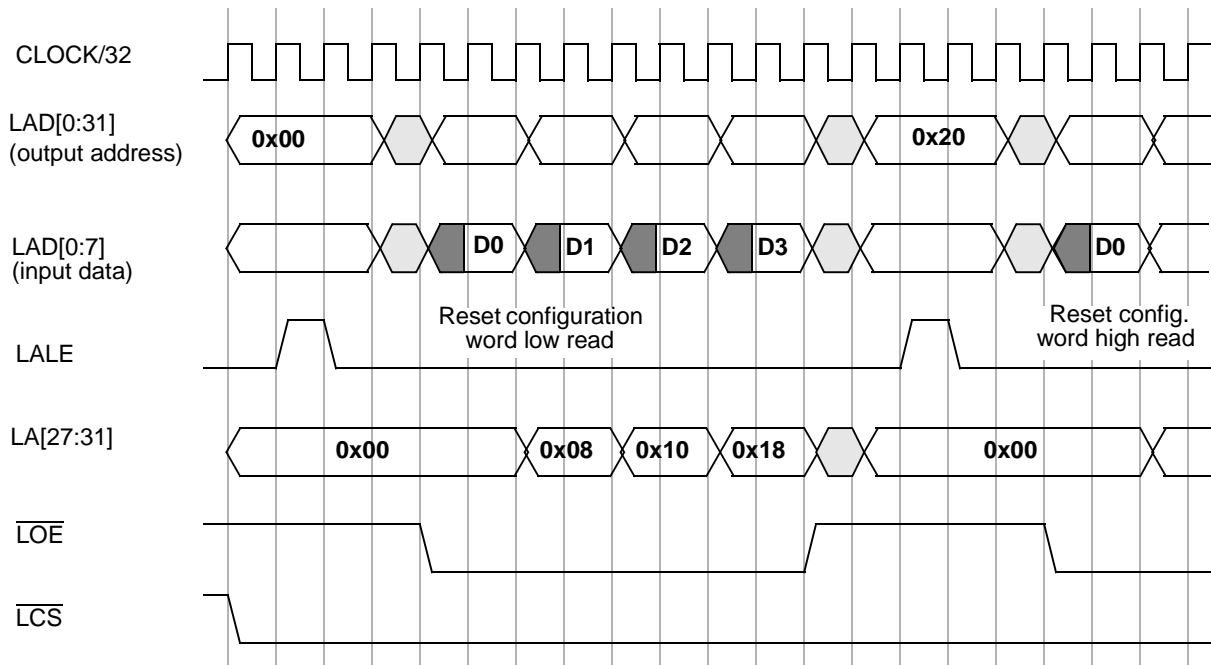 CLOCK/32
LAD[0:31]
(output address)
0x00
0x20
LAD[0:7]
(input data)
D0
D1
D2
D3
D0
Reset configuration
word low read
Reset config.
word high read
LALE
LA[27:31]
0x00
0x08
0x10
0x18
0x00
LOE
LCS